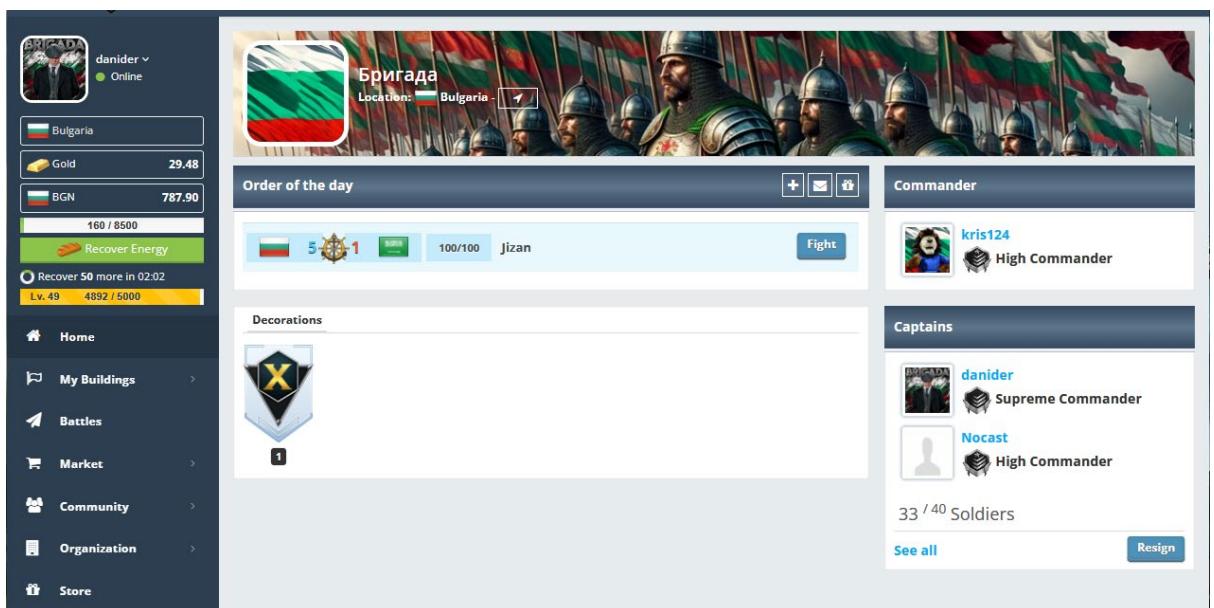 BRIGADA
danider
Online
Bulgaria
Gold 29.48
BGN 787.90
160 / 8500
Recover Energy
Recover 50 more in 02:02
Lv. 49 4892 / 5000
Home
My Buildings
Battles
Market
Community
Organization
Store
Бригада
Location: Bulgaria -
Order of the day
5 1 100/100 Jizan Fight
Decorations
X
1
Commander
kris124
High Commander
Captains
BRIGADA
danider
Supreme Commander
Nocast
High Commander
33 / 40 Soldiers
See all Resign